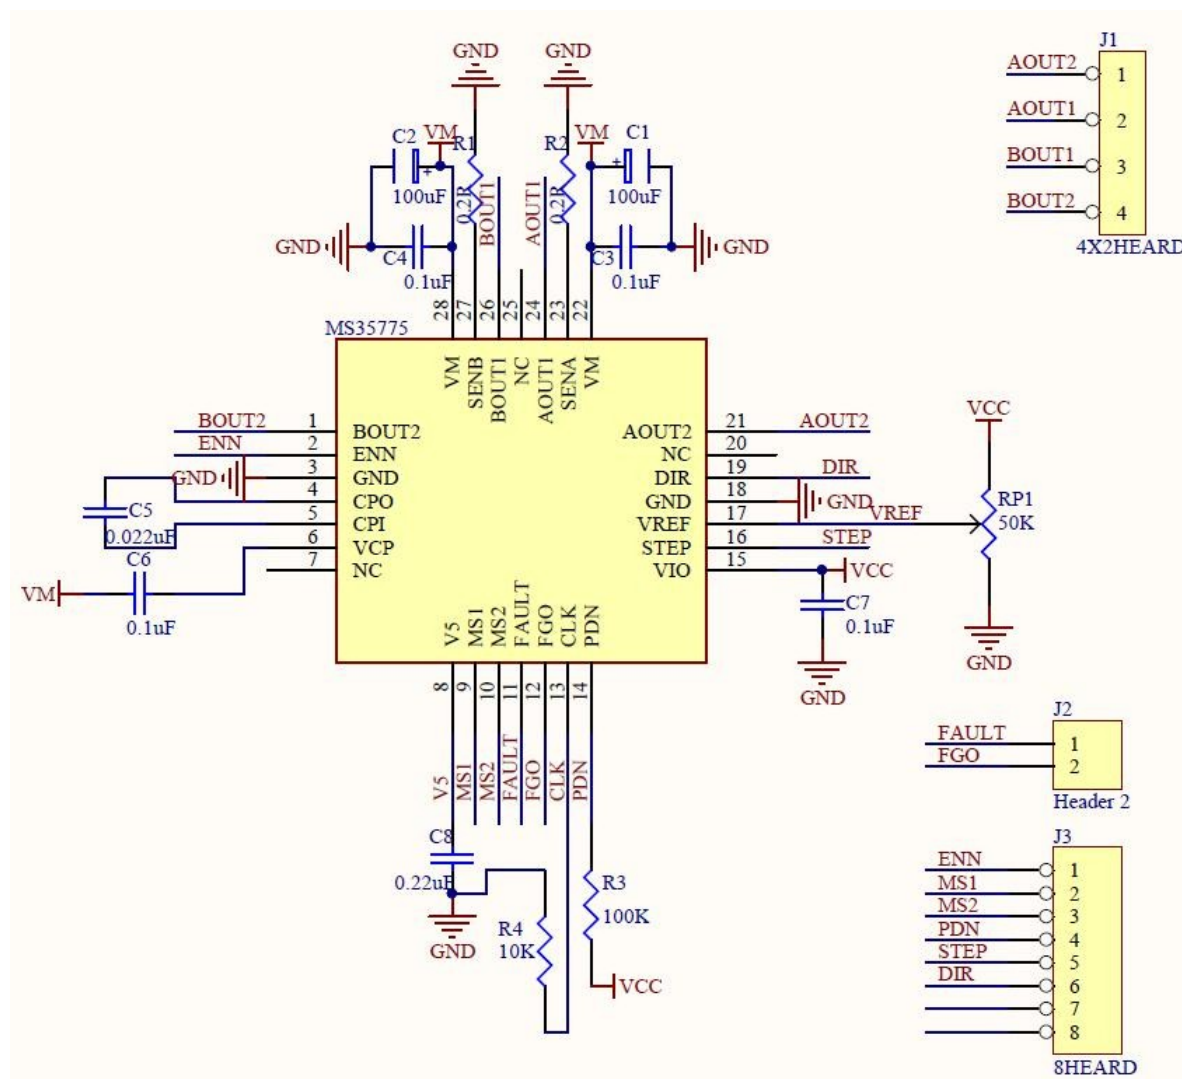 GND
GND
J1
AOUT2
1
AOUT1
2
BOUT1
3
BOUT2
4
4X2HEARD
C2
VM
R1
R2
VM
C1
100uF
0.2R
BOUT1
AOUT1
0.2R
100uF
GND
C4
C3
GND
0.1uF
0.1uF
28
27
26
25
24
23
22
MS35775
VM
SENB
BOUT1
NC
AOUT1
SENA
VM
BOUT2
1
BOUT2
AOUT2
21
AOUT2
ENN
2
ENN
NC
20
GND
3
GND
DIR
19
DIR
4
CPO
GND
18
GND
C5
0.022uF
5
CPI
VREF
17
VREF
6
VCP
STEP
16
STEP
7
NC
VIO
15
VCC
VCC
RP1
50K
GND
C6
VM
0.1uF
C7
0.1uF
GND
V5
MS1
MS2
FAULT
FGO
CLK
PDN
8
9
10
11
12
13
14
V5
MS1
MS2
FAULT
FGO
CLK
PDN
C8
0.22uF
GND
R4
10K
R3
100K
VCC
J2
FAULT
1
FGO
2
Header 2
J3
ENN
1
MS1
2
MS2
3
PDN
4
STEP
5
DIR
6
7
8
8HEARD